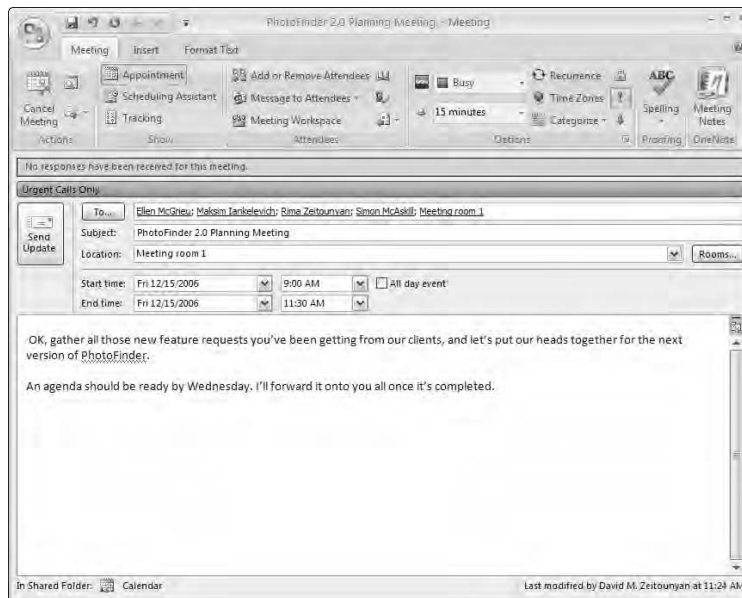 PhotoFinder 2.0 Planning Meeting - Meeting
Meeting Insert Format Text
Cancel Meeting
Appointment
Scheduling Assistant
Tracking
Add or Remove Attendees
Message to Attendees
Meeting Workspace
Busy
15 minutes
Recurrence
Time Zones
Categorize
ABC
Spelling
Meeting Notes
Actions Show Attendees Options Proofing OneNote
No responses have been received for this meeting.
Urgent Calls Only
Send Update
To... Ellen McGrieu; Maksim Iankelevich; Rima Zeitounyan; Simon McAskill; Meeting room 1
Subject: PhotoFinder 2.0 Planning Meeting
Location: Meeting room 1 Rooms...
Start time: Fri 12/15/2006 9:00 AM All day event
End time: Fri 12/15/2006 11:30 AM
OK, gather all those new feature requests you've been getting from our clients, and let's put our heads together for the next
version of PhotoFinder.
An agenda should be ready by Wednesday. I'll forward it onto you all once it's completed.
In Shared Folder: Calendar Last modified by David M. Zeitounyan at 11:24 AM